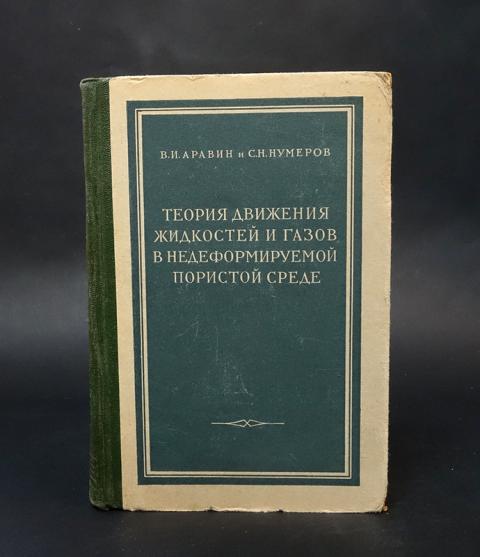 В.И.АРАВИН и С.Н.НУМЕРОВ
ТЕОРИЯ ДВИЖЕНИЯ
ЖИДКОСТЕЙ И ГАЗОВ
В НЕДЕФОРМИРУЕМОЙ
ПОРИСТОЙ СРЕДЕ